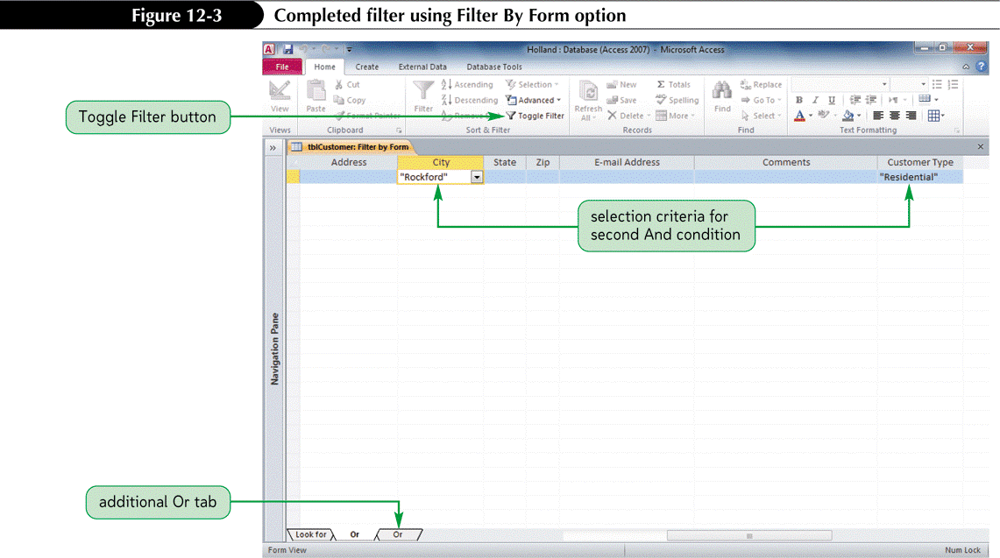 Figure 12-3 Completed filter using Filter By Form option
Holland : Database (Access 2007) - Microsoft Access
File Home Create External Data Database Tools
View
Paste
Cut
Copy
Format Painter
Filter
Ascending
Descending
Selection
Advanced
Toggle Filter
Refresh
All
New
Save
Delete
Totals
Spelling
More
Find
Replace
Go To
Select
B I U
A
Views Clipboard Sort & Filter Records Find Text Formatting
Toggle Filter button
» tblCustomer: Filter by Form
Address City State Zip E-mail Address Comments Customer Type
"Rockford" "Residential"
selection criteria for
second And condition
Navigation Pane
additional Or tab
Look for Or Or
Form View Num Lock